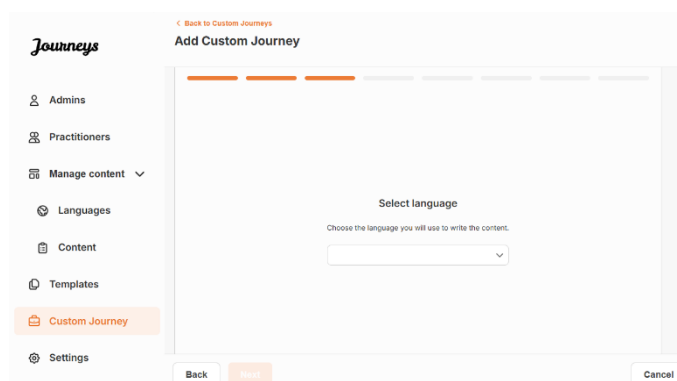 Journeys
Admins
Practitioners
Manage content
Languages
Content
Templates
Custom Journey
Settings
< Back to Custom Journeys
Add Custom Journey
Select language
Choose the language you will use to write the content.
Back
Next
Cancel